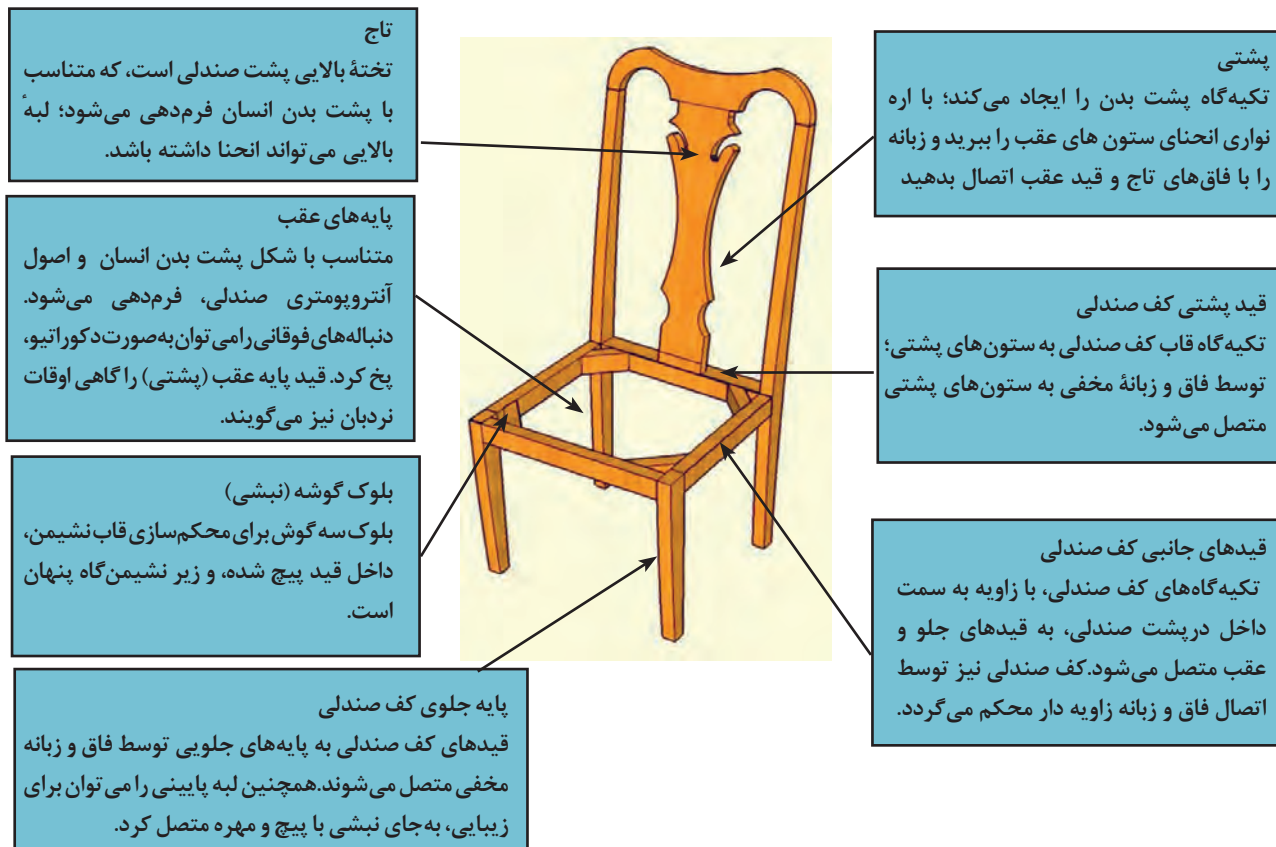 تاج
تختهٔ بالایی پشت صندلی است، که متناسب
با پشت بدن انسان فرم‌دهی می‌شود؛ لبهٔ
بالایی می‌تواند انحنا داشته باشد.
پایه‌های عقب
متناسب با شکل پشت بدن انسان و اصول
آنتروپومتری صندلی، فرم‌دهی می‌شود.
دنباله‌های فوقانی را می توان به‌صورت دکوراتیو،
پخ کرد. قید پایه عقب (پشتی) را گاهی اوقات
نردبان نیز می‌گویند.
بلوک گوشه (نبشی)
بلوک سه گوش برای محکم‌سازی قاب نشیمن،
داخل قید پیچ شده، و زیر نشیمن‌گاه پنهان
است.
پایه جلوی کف صندلی
قیدهای کف صندلی به پایه‌های جلویی توسط فاق و زبانه
مخفی متصل می‌شوند.همچنین لبه پایینی را می‌توان برای
زیبایی، به‌جای نبشی با پیچ و مهره متصل کرد.
پشتی
تکیه‌گاه پشت بدن را ایجاد می‌کند؛ با اره
نواری انحنای ستون های عقب را ببرید و زبانه
را با فاق‌های تاج و قید عقب اتصال بدهید
قید پشتی کف صندلی
تکیه‌گاه قاب کف صندلی به ستون‌های پشتی؛
توسط فاق و زبانهٔ مخفی به ستون‌های پشتی
متصل می‌شود.
قیدهای جانبی کف صندلی
تکیه‌گاه‌های کف صندلی، با زاویه به سمت
داخل درپشت صندلی، به قیدهای جلو و
عقب متصل می‌شود.کف صندلی نیز توسط
اتصال فاق و زبانه زاویه دار محکم می‌گردد.